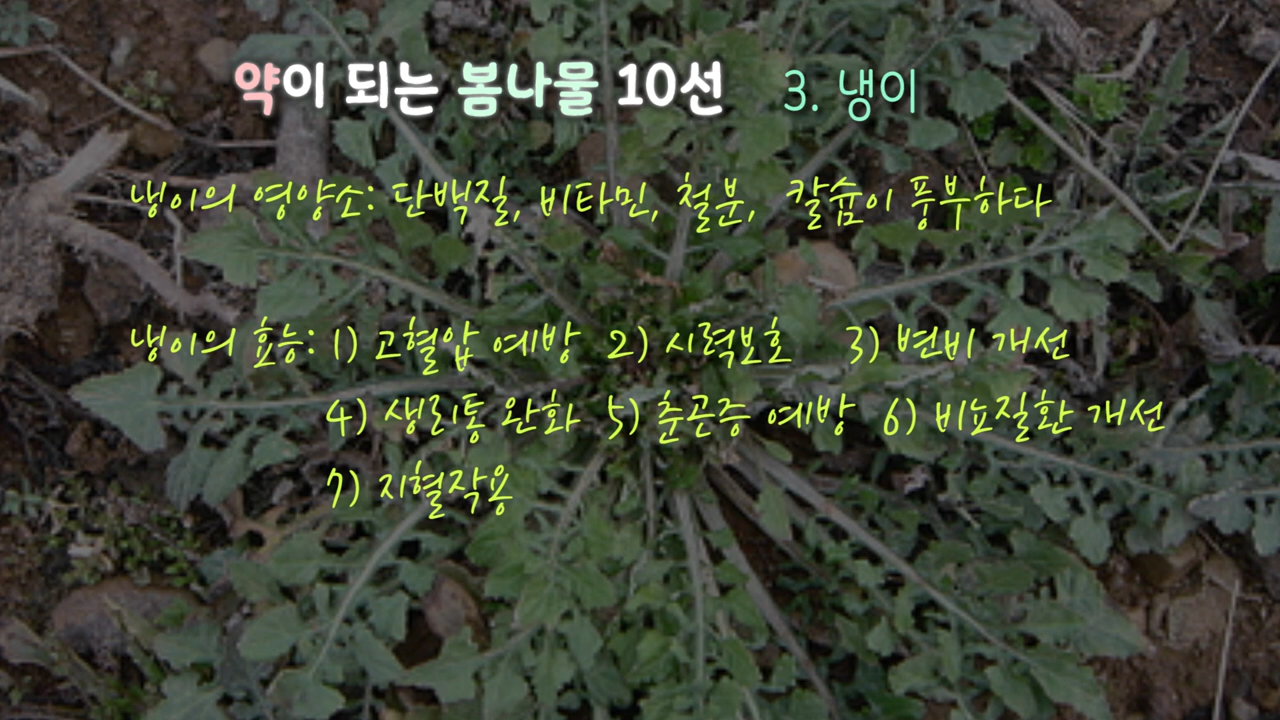 약이 되는 봄나물 10선 3. 냉이
냉이의 영양소: 단백질, 비타민, 철분, 칼슘이 풍부하다
냉이의 효능: 1) 고혈압 예방 2) 시력보호 3) 변비 개선
4) 생리통 완화 5) 춘곤증 예방 6) 비뇨질환 개선
7) 지혈작용